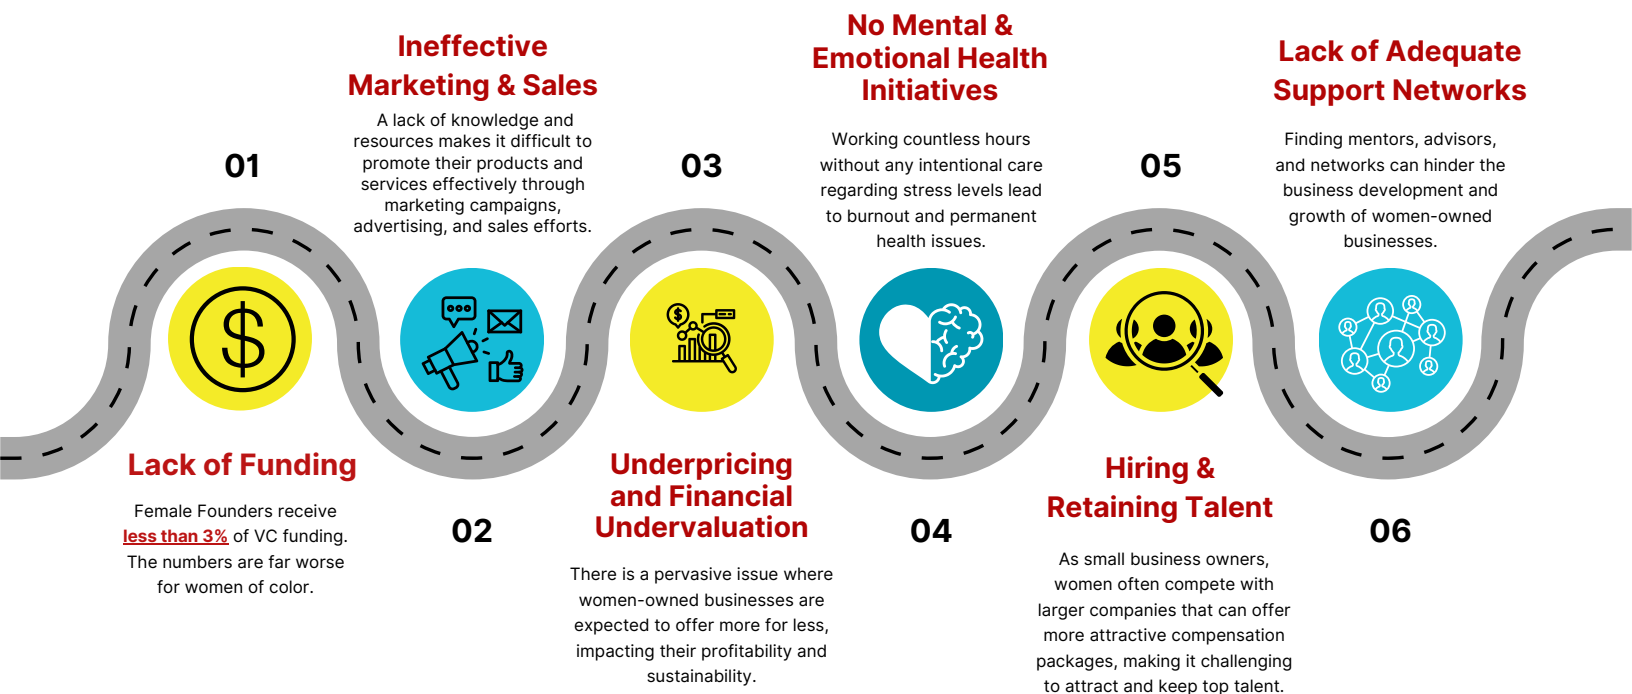 01
Lack of Funding
Female Founders receive
less than 3% of VC funding.
The numbers are far worse
for women of color.
Ineffective
Marketing & Sales
A lack of knowledge and
resources makes it difficult to
promote their products and
services effectively through
marketing campaigns,
advertising, and sales efforts.
02
03
Underpricing
and Financial
Undervaluation
There is a pervasive issue where
women-owned businesses are
expected to offer more for less,
impacting their profitability and
sustainability.
No Mental &
Emotional Health
Initiatives
Working countless hours
without any intentional care
regarding stress levels lead
to burnout and permanent
health issues.
04
05
Hiring &
Retaining Talent
As small business owners,
women often compete with
larger companies that can offer
more attractive compensation
packages, making it challenging
to attract and keep top talent.
Lack of Adequate
Support Networks
Finding mentors, advisors,
and networks can hinder the
business development and
growth of women-owned
businesses.
06